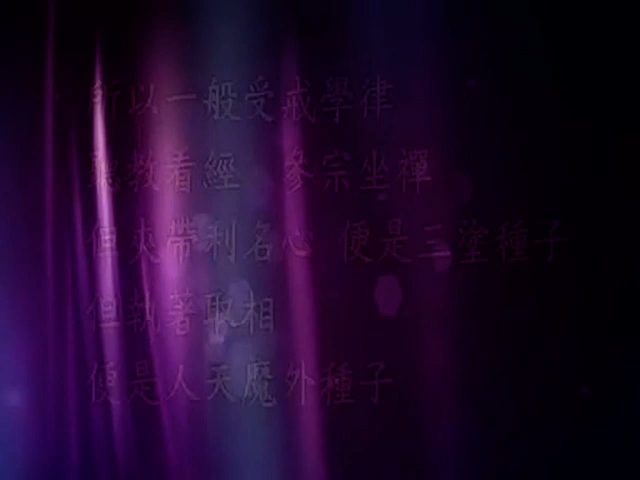 所以一般受戒學律
聽教看經 參宗坐禪
但夾帶利名心 便是三塗種子
但執著取相
便是人天魔外種子